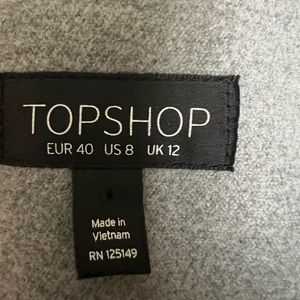 TOPSHOP
EUR 40 US 8 UK 12
Made in
Vietnam
RN 125149